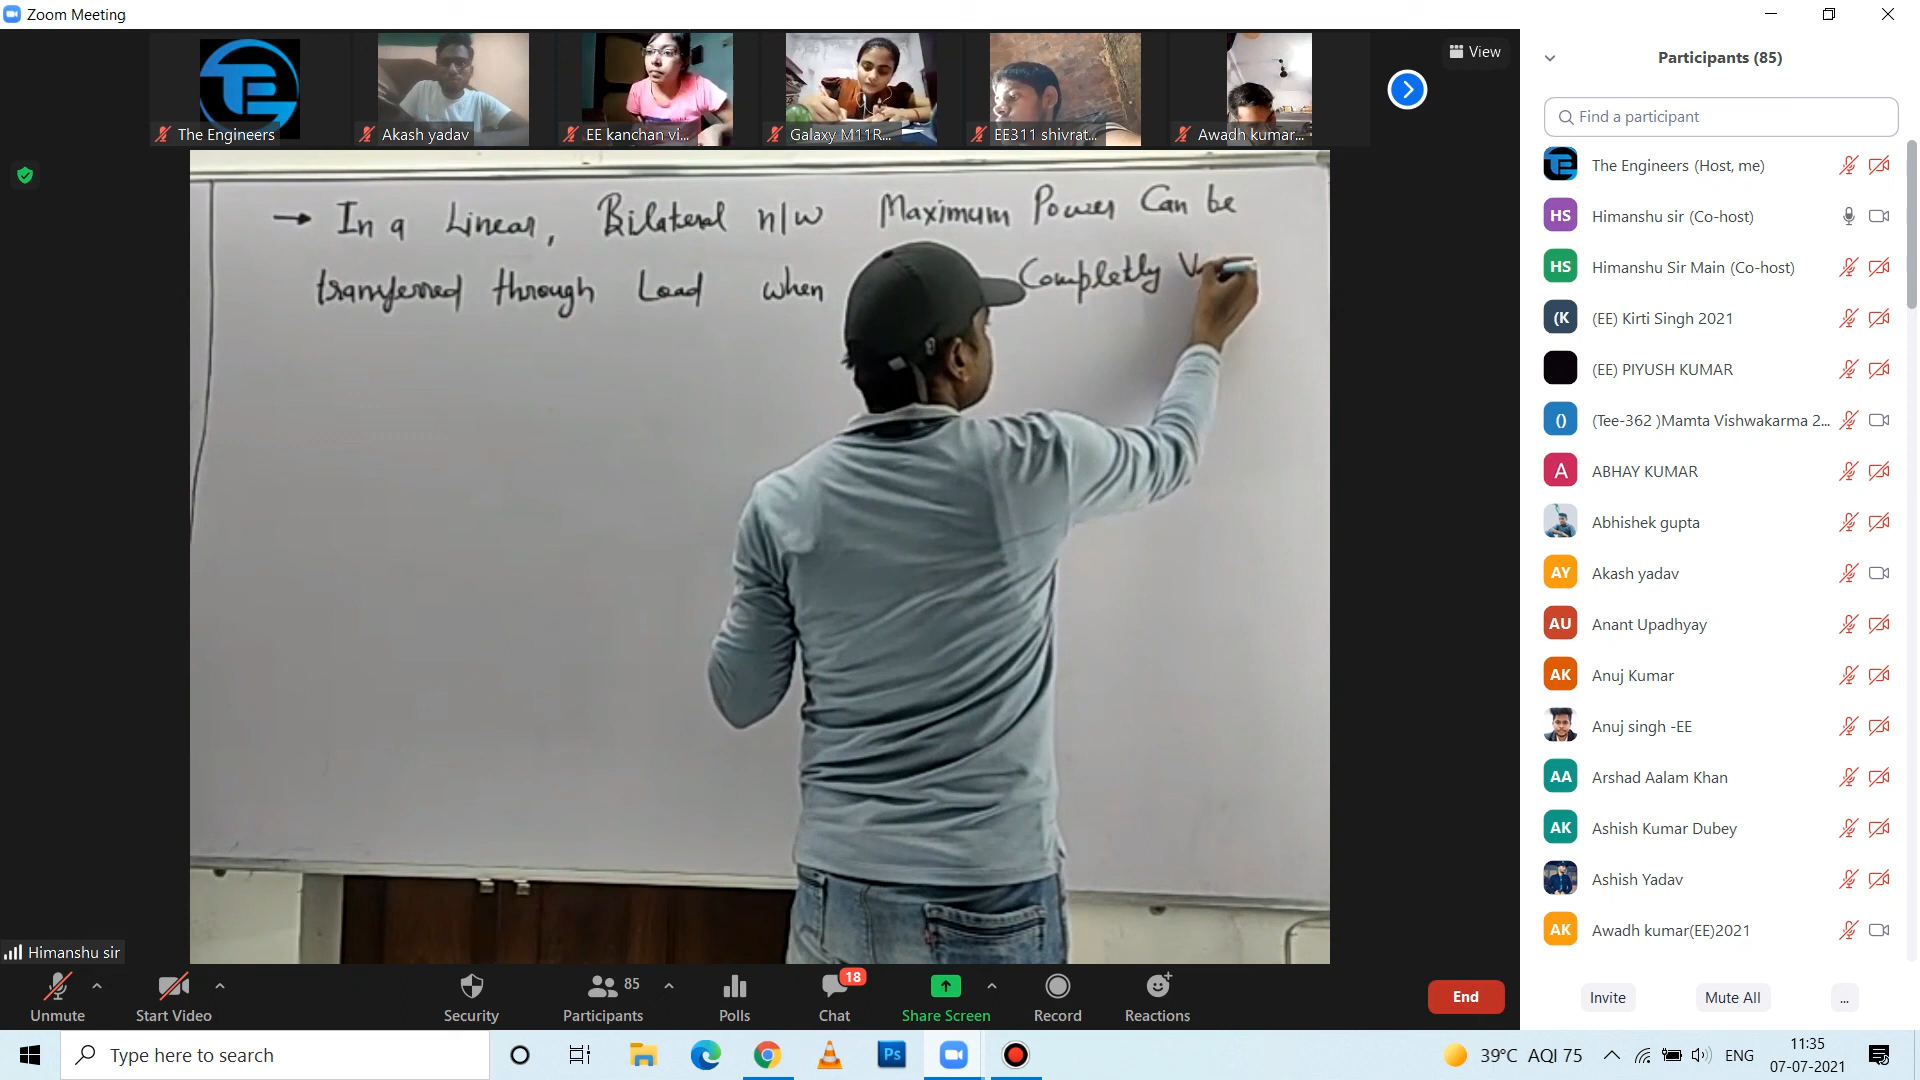 Zoom Meeting
View
The Engineers
Akash yadav
EE kanchan vi...
Galaxy M11R...
EE311 shivrat...
Awadh kumar...
→ In a Linear, Bilateral n/w Maximum Power Can be
transferred through Load when Completly V
Himanshu sir
Participants (85)
Find a participant
The Engineers (Host, me)
HS Himanshu sir (Co-host)
HS Himanshu Sir Main (Co-host)
(K (EE) Kirti Singh 2021
(EE) PIYUSH KUMAR
() (Tee-362 )Mamta Vishwakarma 2...
A ABHAY KUMAR
Abhishek gupta
AY Akash yadav
AU Anant Upadhyay
AK Anuj Kumar
Anuj singh -EE
AA Arshad Aalam Khan
AK Ashish Kumar Dubey
Ashish Yadav
AK Awadh kumar(EE)2021
Invite Mute All ...
85 18
Unmute Start Video Security Participants Polls Chat Share Screen Record Reactions End
Type here to search
Ps
39°C AQI 75 ENG
11:35
07-07-2021